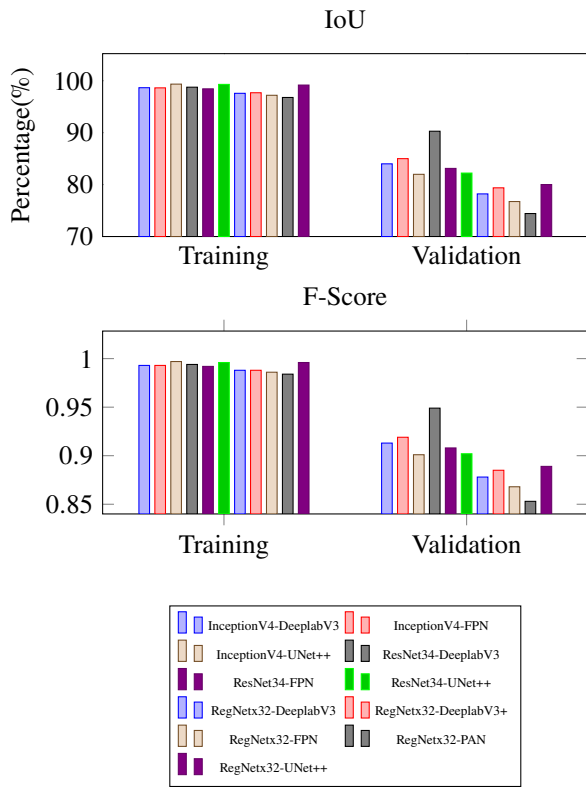 IoU
Percentage(%)
100
90
80
70
Training Validation
F-Score
1
0.95
0.9
0.85
Training Validation
InceptionV4-DeeplabV3 InceptionV4-FPN
InceptionV4-UNet++ ResNet34-DeeplabV3
ResNet34-FPN ResNet34-UNet++
RegNetx32-DeeplabV3 RegNetx32-DeeplabV3+
RegNetx32-FPN RegNetx32-PAN
RegNetx32-UNet++